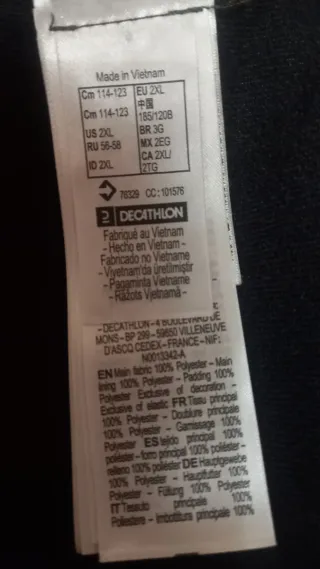 Made in Vietnam
Cm 114-123 EU 2XL
Cm 114-123 中国 185/120B
US 2XL BR 3G
RU 56-58 MX 2EG
ID 2XL CA 2XL/ 2TG
76329 CC: 101576
DECATHLON
Fabriqué au Vietnam
- Hecho en Vietnam -
Fabricado no Vietname
- Viyetnam'da üretilmiştir
- Pagaminta Vietname
- Ražots Vjetnamā -
- DECATHLON - 4 BOULEVARD DE
MONS - BP 299 - 59650 VILLENEUVE
D'ASCQ CEDEX - FRANCE - NIF:
N0013342-A
EN Main fabric 100% Polyester - Main
lining 100% Polyester - Padding 100%
Polyester Exclusive of decoration -
Exclusive of elastic FR Tissu principal
100% Polyester - Doublure principale
100% Polyester - Garnissage 100%
Polyester ES tejido principal 100%
poliéster - forro principal 100% poliéster -
relleno 100% poliéster DE Hauptgewebe
100% Polyester - Hauptfutter 100%
Polyester - Füllung 100% Polyester
IT Tessuto principale 100%
Poliestere - Imbottitura principale 100%